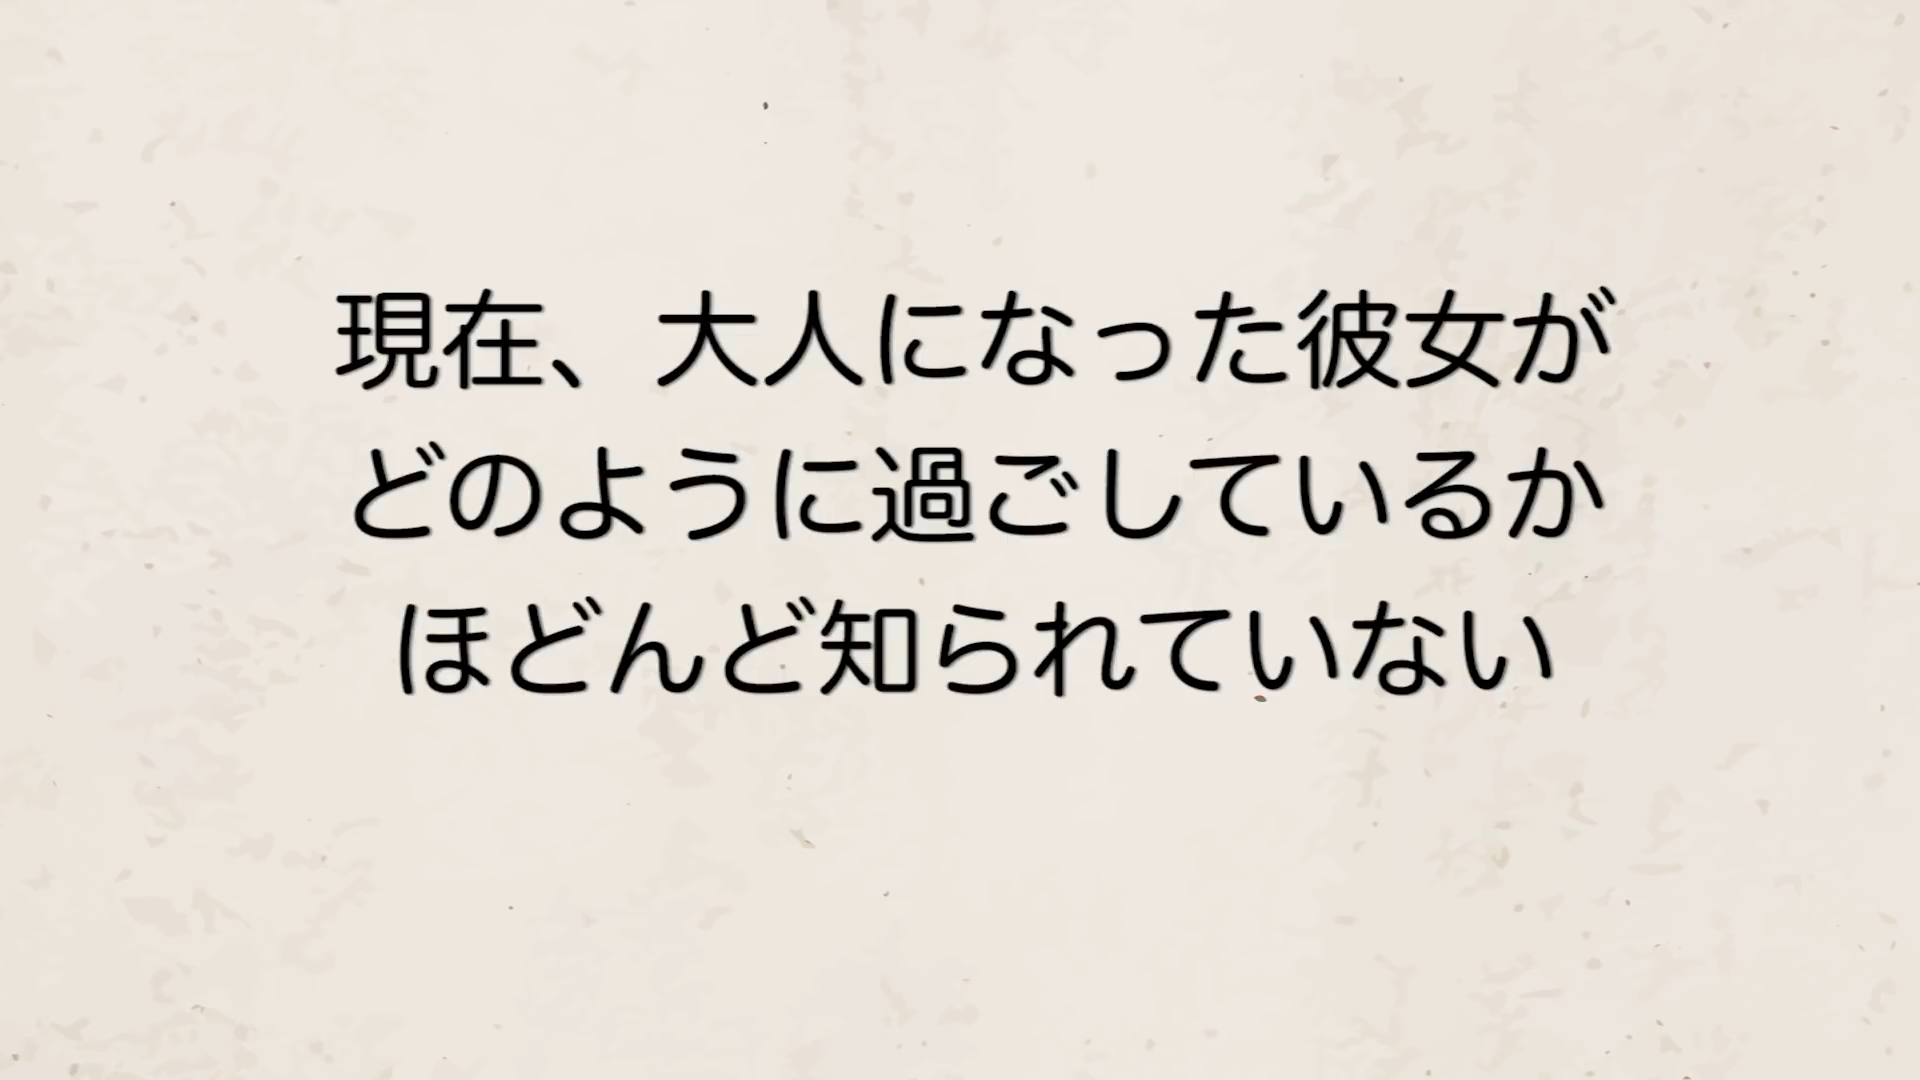 現在、大人になった彼女が
どのように過ごしているか
ほどんど知られていない